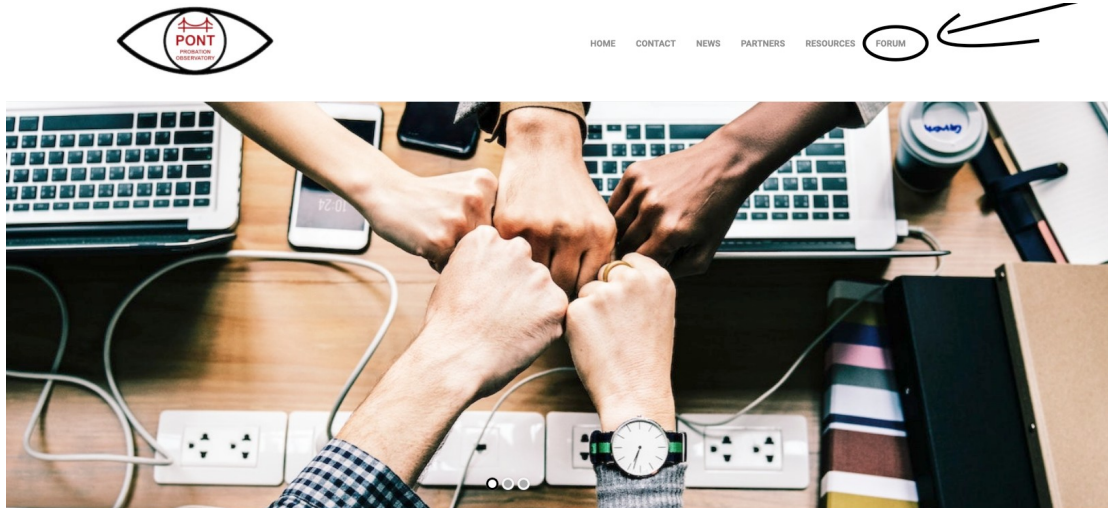 PONT
PROBATION
OBSERVATORY
HOME CONTACT NEWS PARTNERS RESOURCES FORUM
10:24